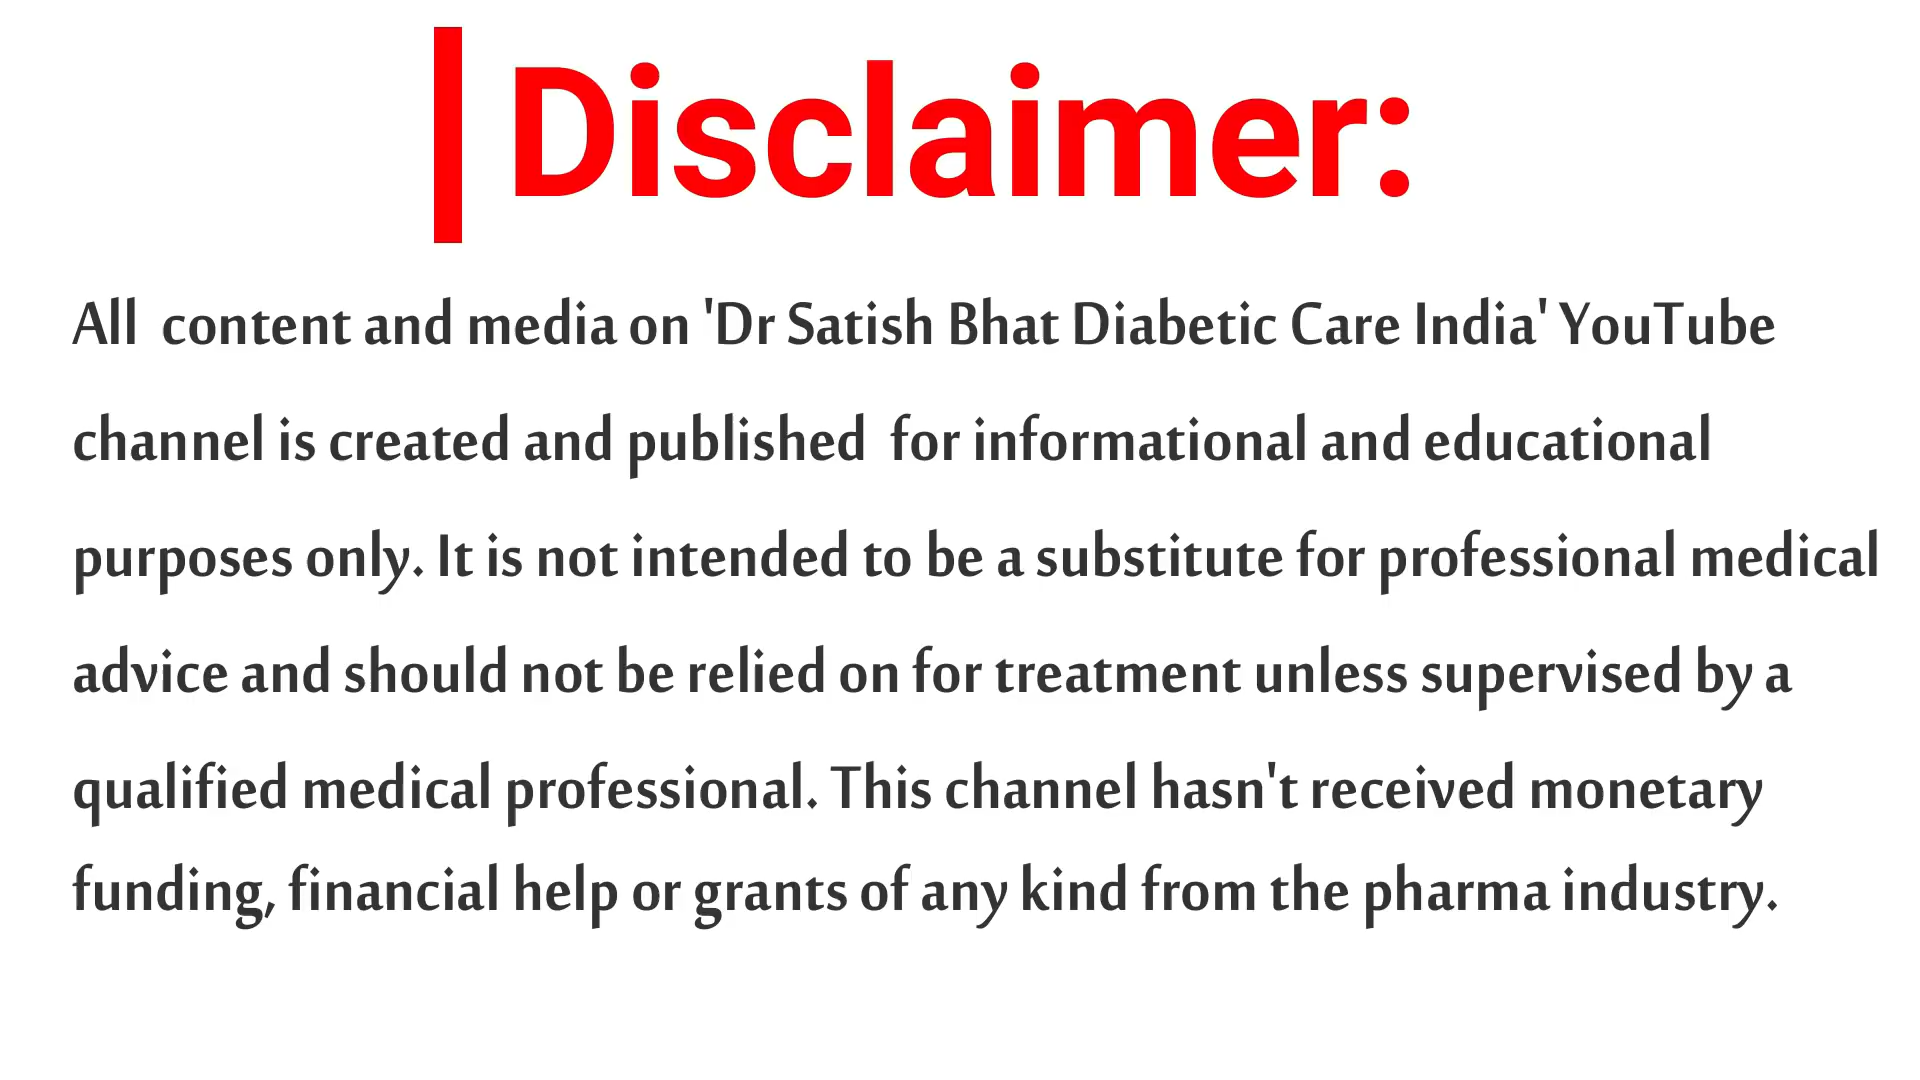 Disclaimer:
All  content and media on 'Dr Satish Bhat Diabetic Care India' YouTube
channel is created and published  for informational and educational
purposes only. It is not intended to be a substitute for professional medical
advice and should not be relied on for treatment unless supervised by a
qualified medical professional. This channel hasn't received monetary
funding, financial help or grants of any kind from the pharma industry.